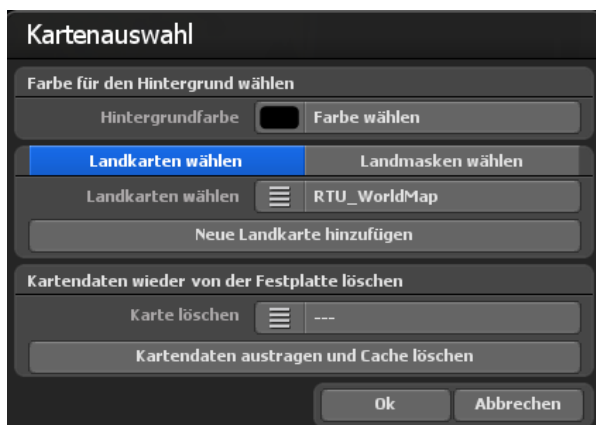 Kartenauswahl
Farbe für den Hintergrund wählen
Hintergrundfarbe Farbe wählen
Landkarten wählen Landmasken wählen
Landkarten wählen RTU_WorldMap
Neue Landkarte hinzufügen
Kartendaten wieder von der Festplatte löschen
Karte löschen ---
Kartendaten austragen und Cache löschen
Ok Abbrechen